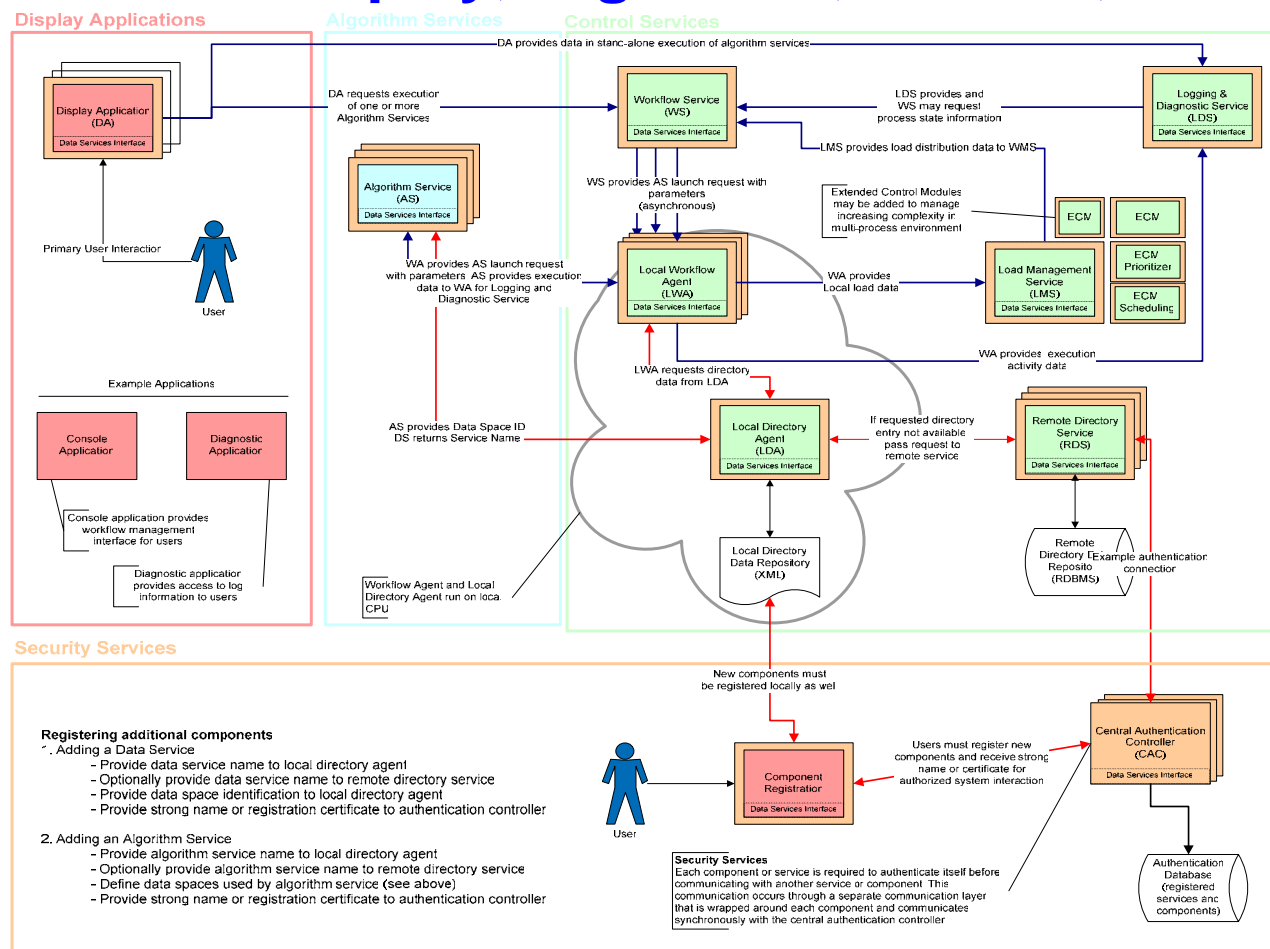 Display Applications
Algorithm Services
Control Services
DA provides data in stand-alone execution of algorithm services
Display Application
(DA)
Data Services Interface
DA requests execution
of one or more
Algorithm Services
Workflow Service
(WS)
Data Services Interface
LDS provides and
WS may request
process state information
Logging &
Diagnostic Service
(LDS)
Data Services Interface
LMS provides load distribution data to WMS
Algorithm Service
(AS)
Data Services Interface
WS provides AS launch request with
parameters
(asynchronous)
Extended Control Modules
may be added to manage
increasing complexity in
multi-process environment
ECM
ECM
ECM
Prioritizer
ECM
Scheduling
Primary User Interaction
User
WA provides AS launch request
with parameters AS provides execution
data to WA for Logging and
Diagnostic Service
Local Workflow
Agent
(LWA)
Data Services Interface
WA provides
Local load data
Load Management
Service
(LMS)
Data Services Interface
WA provides execution
activity data
LWA requests directory
data from LDA
Example Applications
Console
Application
Diagnostic
Application
AS provides Data Space ID
DS returns Service Name
Local Directory
Agent
(LDA)
Data Services Interface
If requested directory
entry not available
pass request to
remote service
Remote Directory
Service
(RDS)
Data Services Interface
Console application provides
workflow management
interface for users
Diagnostic application
provides access to log
information to users
Workflow Agent and Local
Directory Agent run on local
CPU
Local Directory
Data Repository
(XML)
Remote
Directory D
Reposito
(RDBMS)
Example authentication
connection
Security Services
New components must
be registered locally as well
Registering additional components
1. Adding a Data Service
- Provide data service name to local directory agent
- Optionally provide data service name to remote directory service
- Provide data space identification to local directory agent
- Provide strong name or registration certificate to authentication controller
2. Adding an Algorithm Service
- Provide algorithm service name to local directory agent
- Optionally provide algorithm service name to remote directory service
- Define data spaces used by algorithm service (see above)
- Provide strong name or registration certificate to authentication controller
User
Component
Registration
Data Services Interface
Users must register new
components and receive strong
name or certificate for
authorized system interaction
Central Authentication
Controller
(CAC)
Data Services Interface
Security Services
Each component or service is required to authenticate itself before
communicating with another service or component. This
communication occurs through a separate communication layer
that is wrapped around each component and communicates
synchronously with the central authentication controller
Authentication
Database
(registered
services and
components)